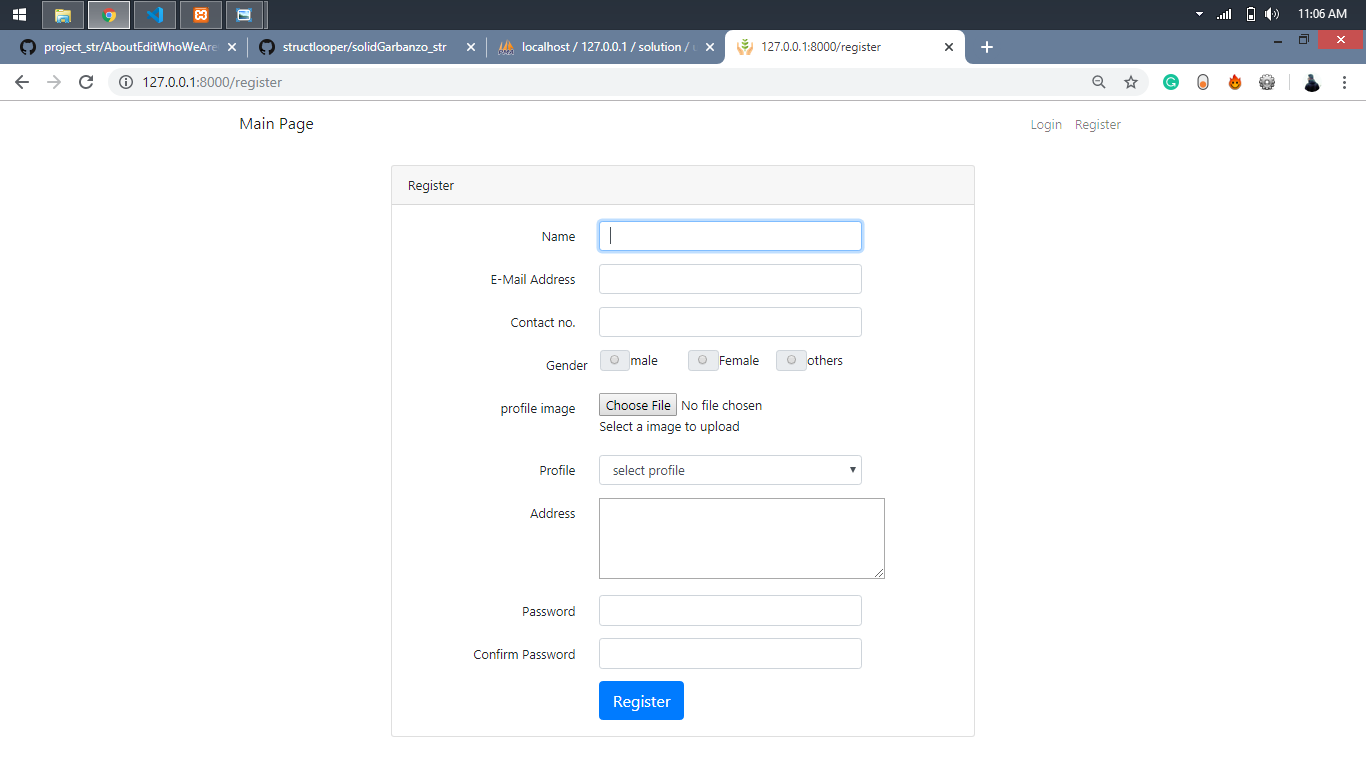 11:06 AM
project_str/AboutEditWhoWeAre
structlooper/solidGarbanzo_str
localhost / 127.0.0.1 / solution /
127.0.0.1:8000/register
127.0.0.1:8000/register
Main Page
Login Register
Register
Name
E-Mail Address
Contact no.
Gender male Female others
profile image Choose File No file chosen
Select a image to upload
Profile select profile
Address
Password
Confirm Password
Register